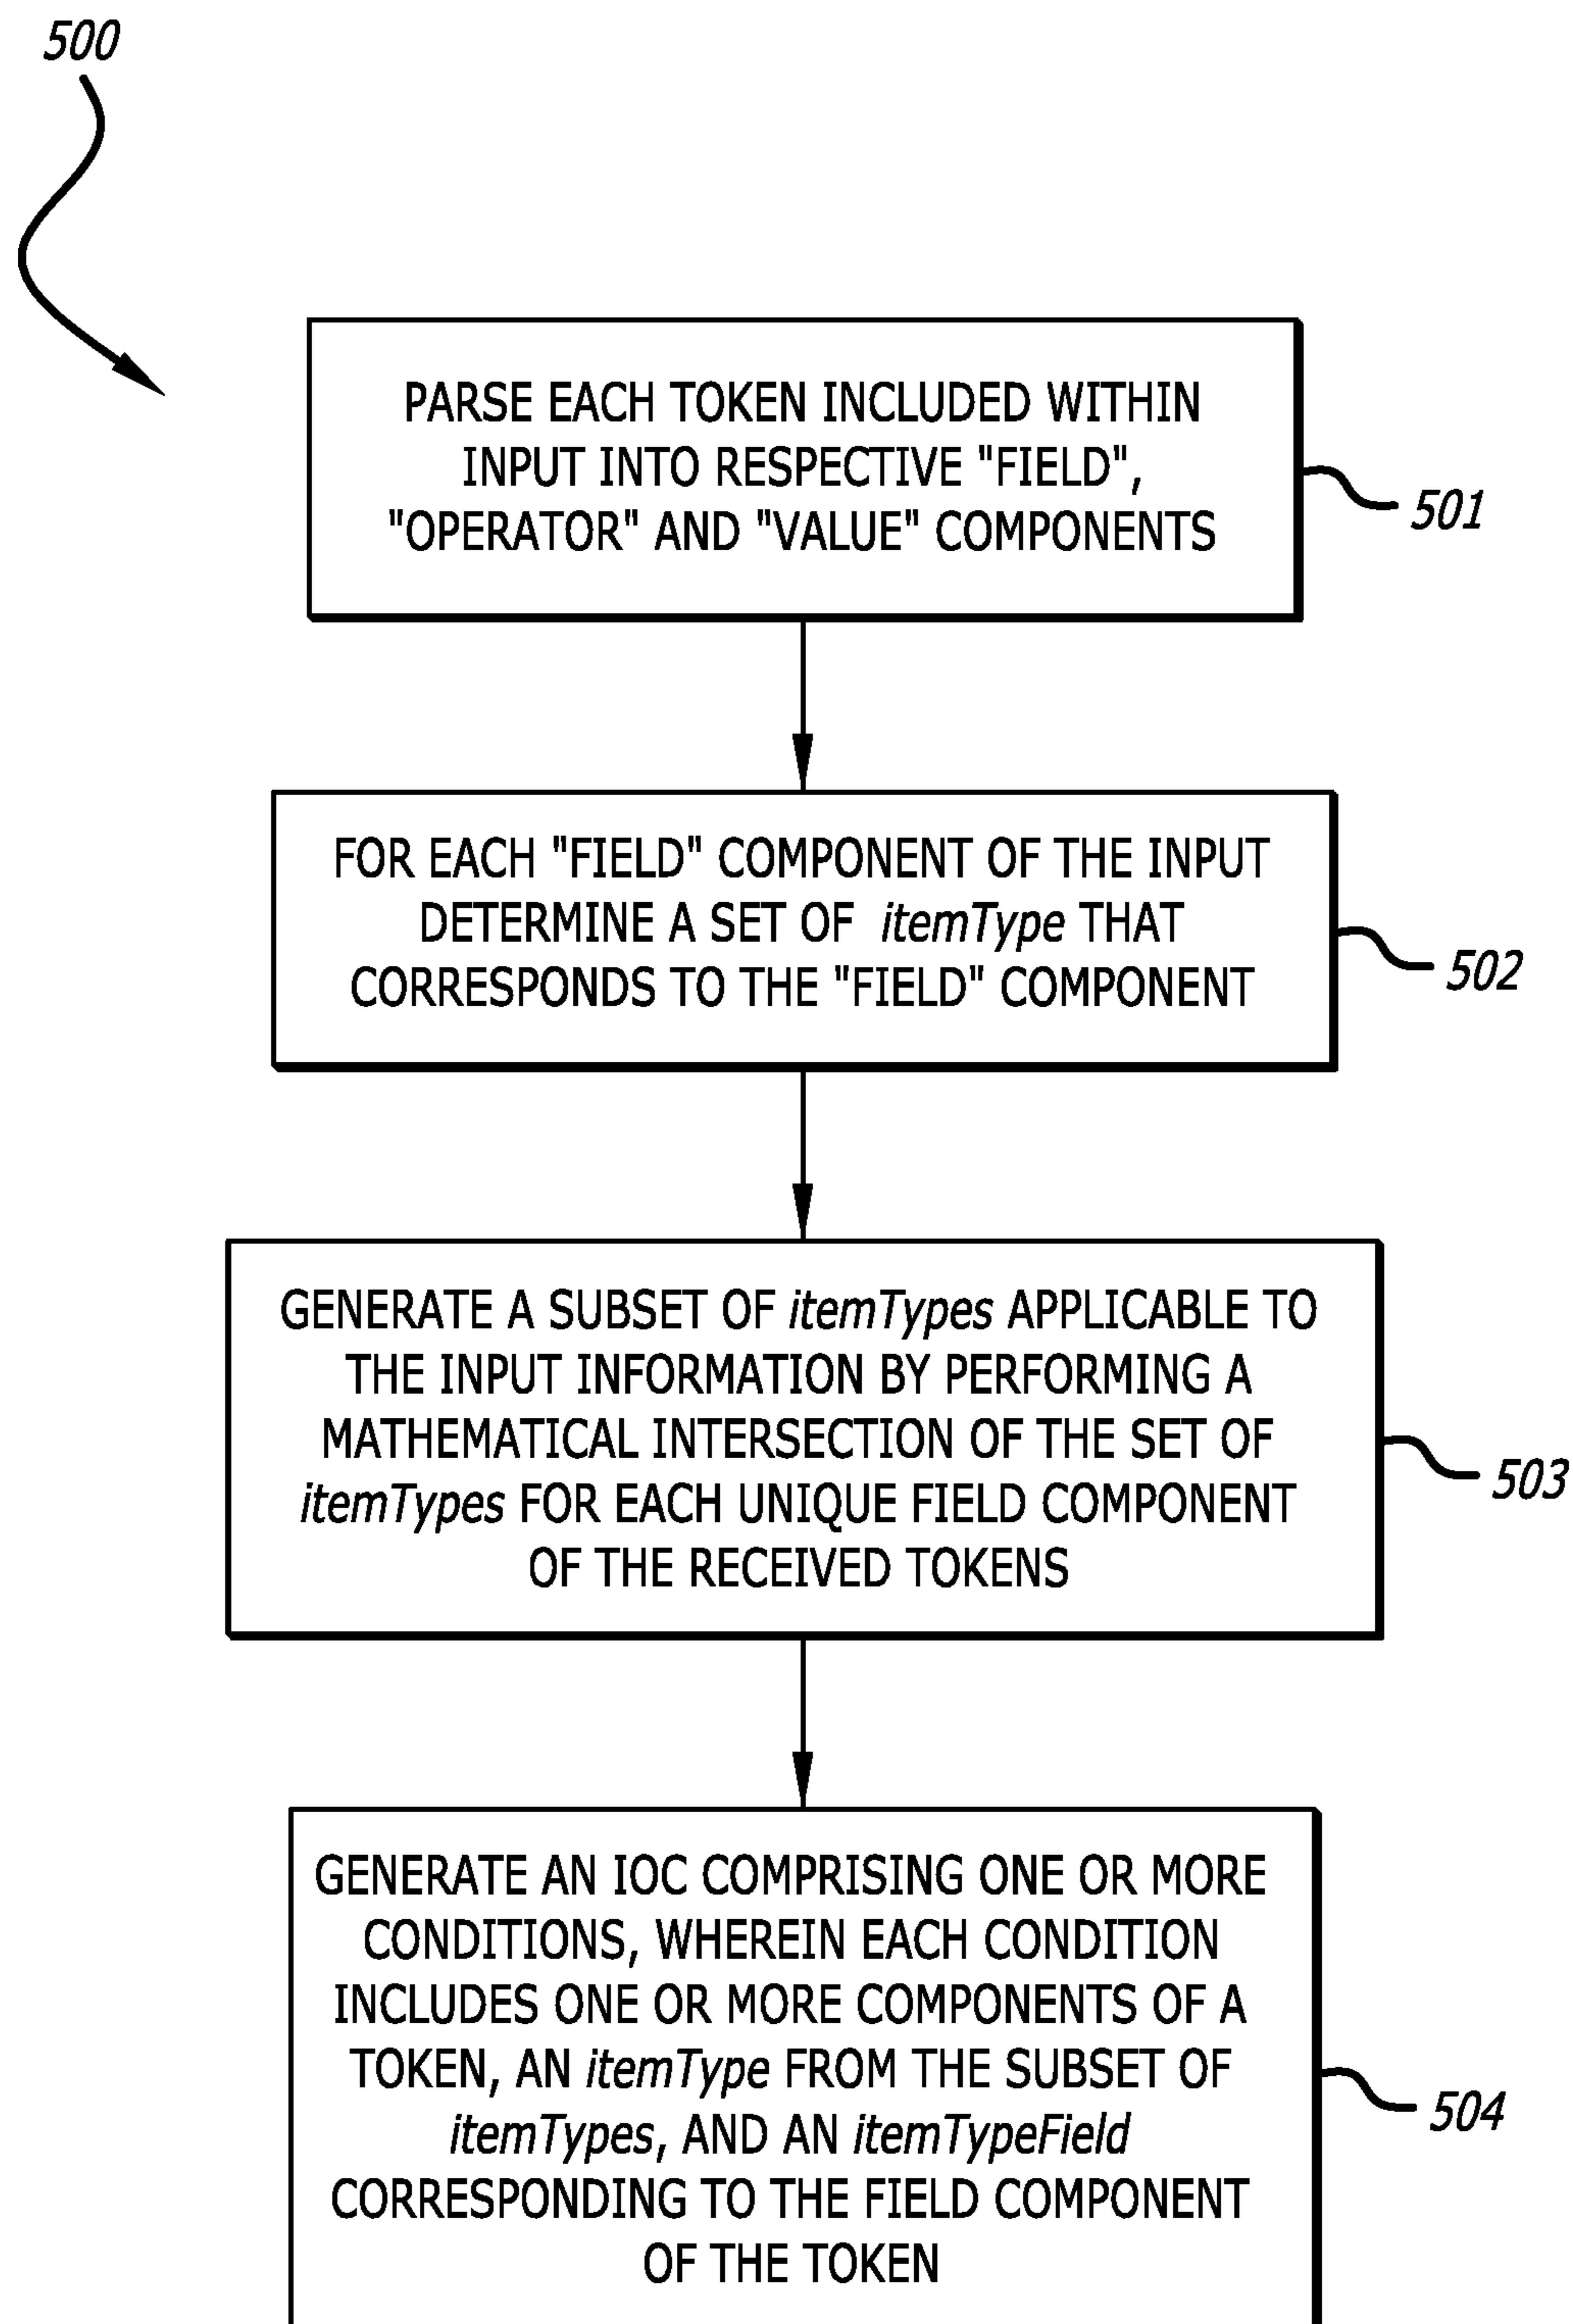 500
PARSE EACH TOKEN INCLUDED WITHIN
INPUT INTO RESPECTIVE "FIELD",
"OPERATOR" AND "VALUE" COMPONENTS
501
FOR EACH "FIELD" COMPONENT OF THE INPUT
DETERMINE A SET OF itemType THAT
CORRESPONDS TO THE "FIELD" COMPONENT
502
GENERATE A SUBSET OF itemTypes APPLICABLE TO
THE INPUT INFORMATION BY PERFORMING A
MATHEMATICAL INTERSECTION OF THE SET OF
itemTypes FOR EACH UNIQUE FIELD COMPONENT
OF THE RECEIVED TOKENS
503
GENERATE AN IOC COMPRISING ONE OR MORE
CONDITIONS, WHEREIN EACH CONDITION
INCLUDES ONE OR MORE COMPONENTS OF A
TOKEN, AN itemType FROM THE SUBSET OF
itemTypes, AND AN itemTypeField
CORRESPONDING TO THE FIELD COMPONENT
OF THE TOKEN
504